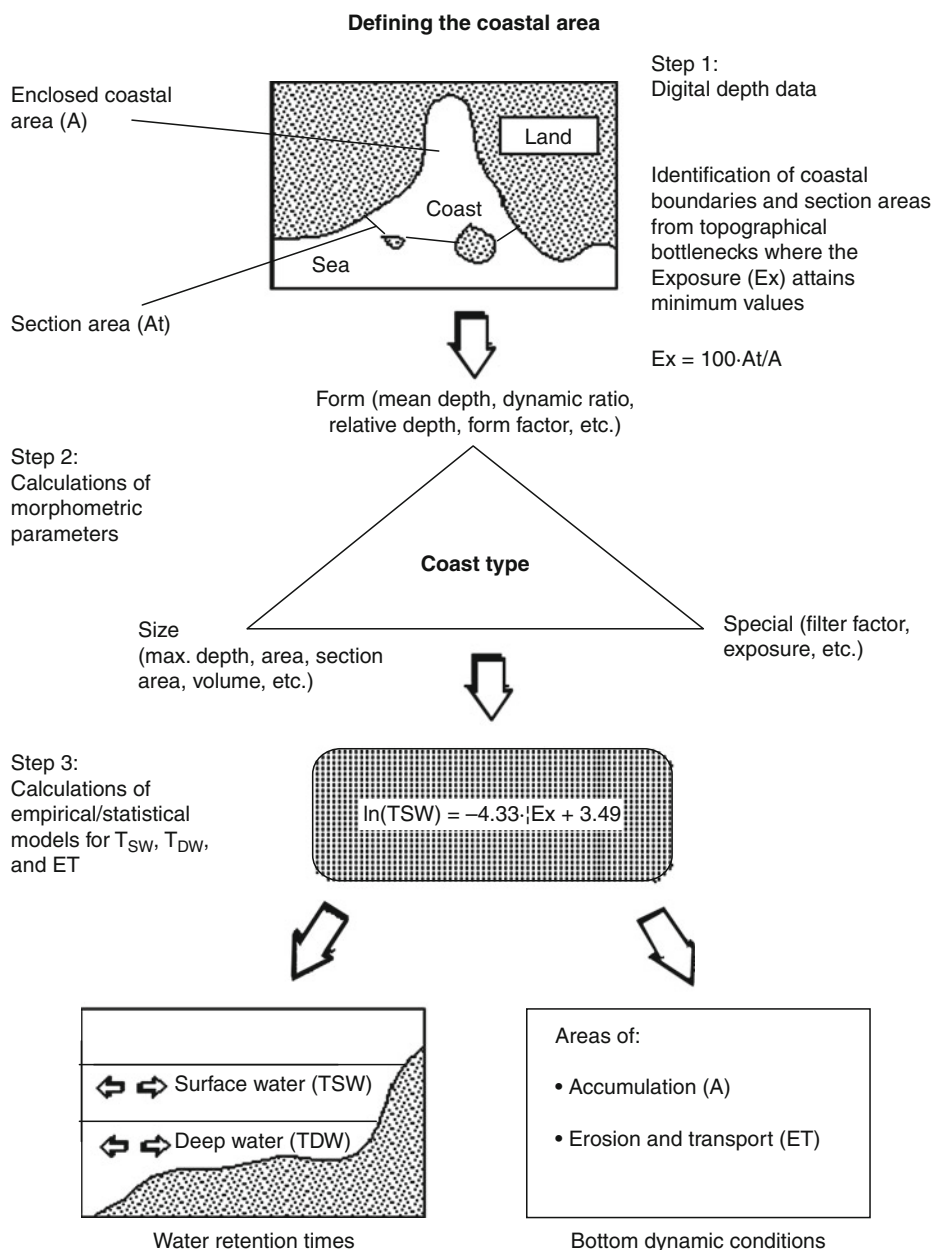 Defining the coastal area
Enclosed coastal
area (A)
Step 1:
Digital depth data
Land
Identification of coastal
boundaries and section areas
from topographical
bottlenecks where the
Exposure (Ex) attains
minimum values
Coast
Sea
Section area (At)
Ex = 100·At/A
Form (mean depth, dynamic ratio,
relative depth, form factor, etc.)
Step 2:
Calculations of
morphometric
parameters
Coast type
Size
(max. depth, area, section
area, volume, etc.)
Special (filter factor,
exposure, etc.)
Step 3:
Calculations of
empirical/statistical
models for T_SW, T_DW,
and ET
ln(TSW) = –4.33·¦Ex + 3.49
Surface water (TSW)
Deep water (TDW)
Water retention times
Areas of:
• Accumulation (A)
• Erosion and transport (ET)
Bottom dynamic conditions